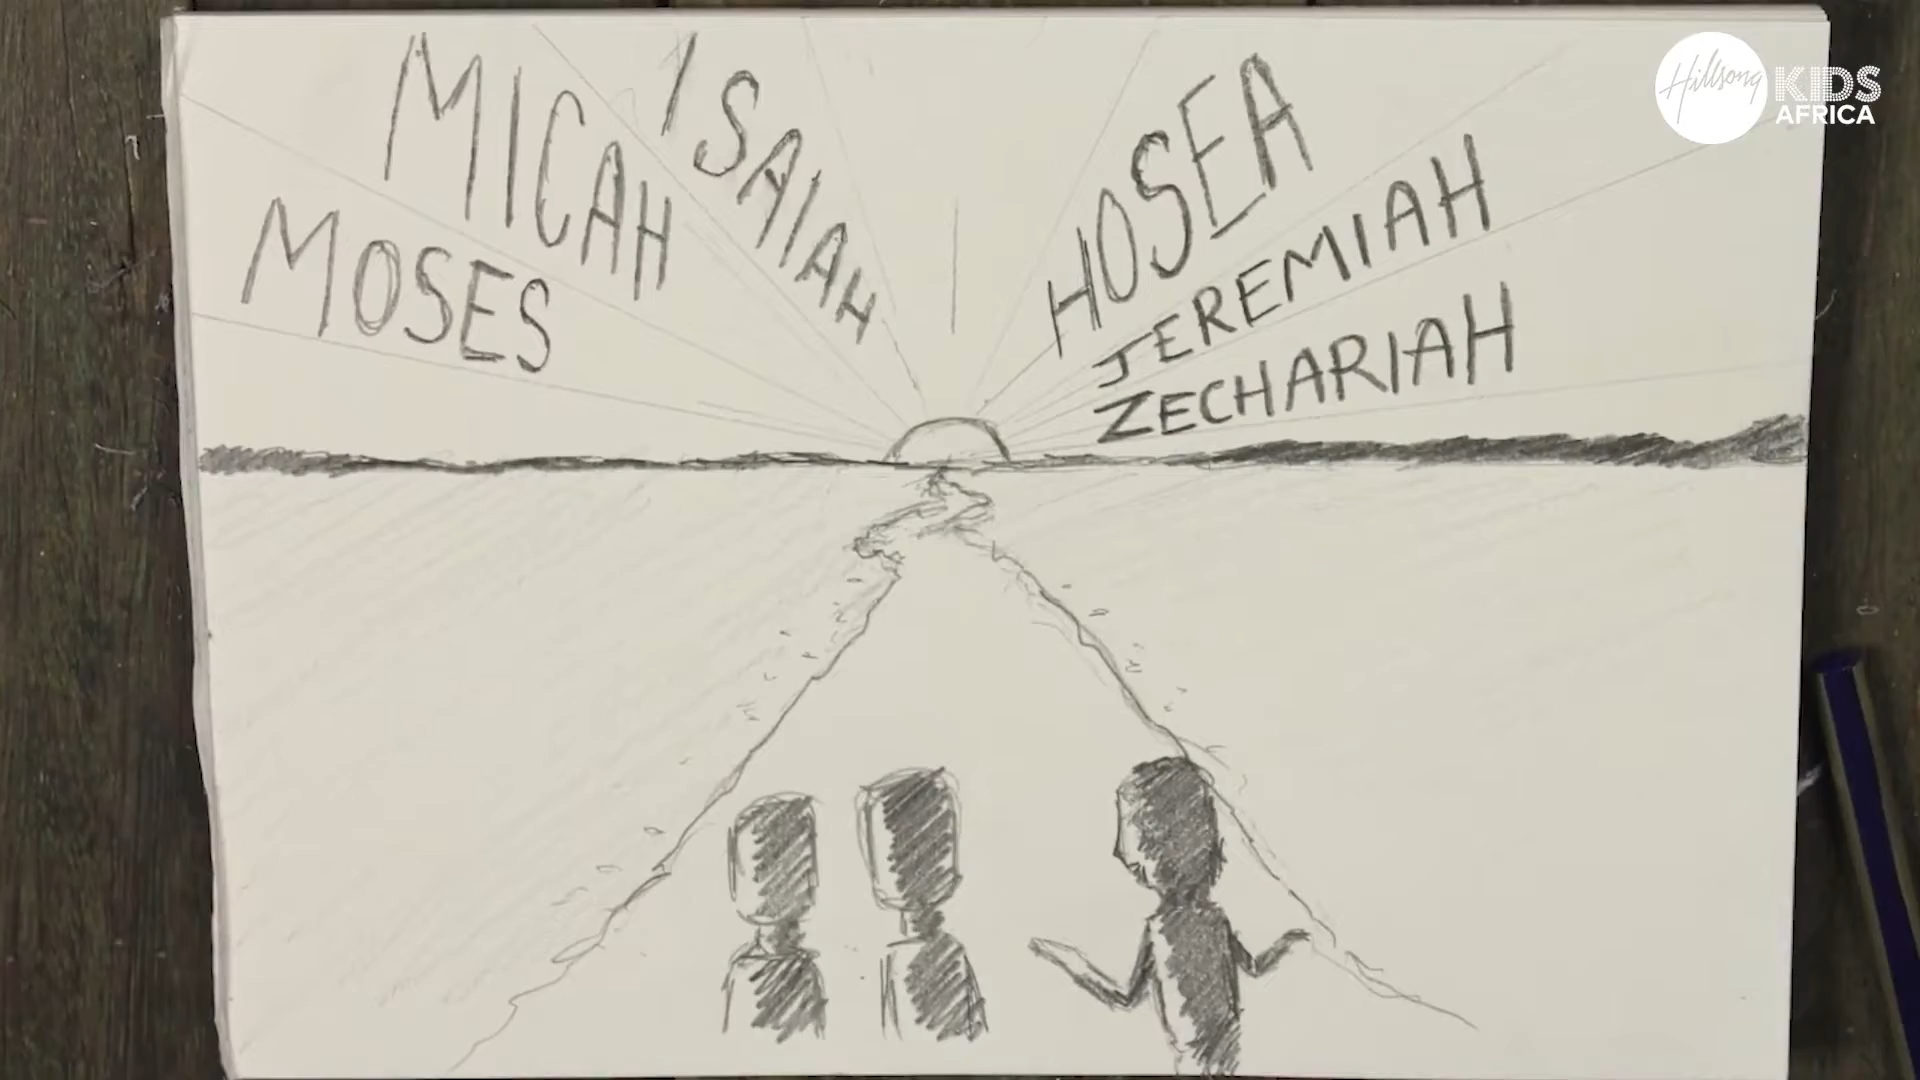 MOSES
MICAH
ISAIAH
HOSEA
JEREMIAH
ZECHARIAH
Hillsong
KIDS
AFRICA